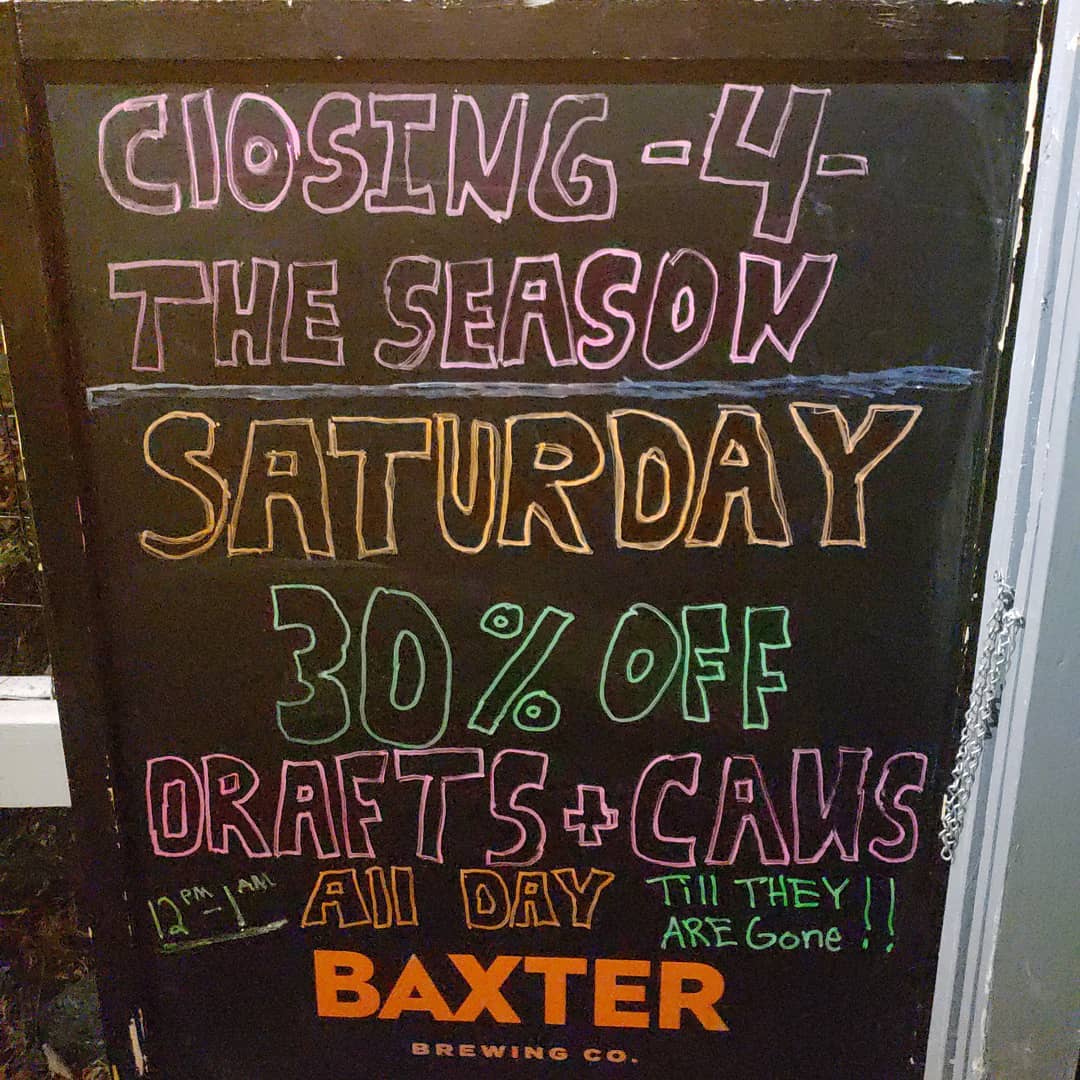 ClOSING -4-
THE SEASON
SATURDAY
30% OFF
DRAFTS + CANS
12PM - 1AM All DAY Till THEY
ARE Gone !!
BAXTER
BREWING CO.